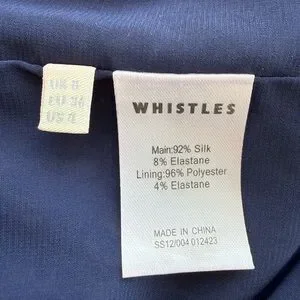 UK 8
EU 36
US 4
WHISTLES
Main:92% Silk
8% Elastane
Lining:96% Polyester
4% Elastane
MADE IN CHINA
SS12/004 012423